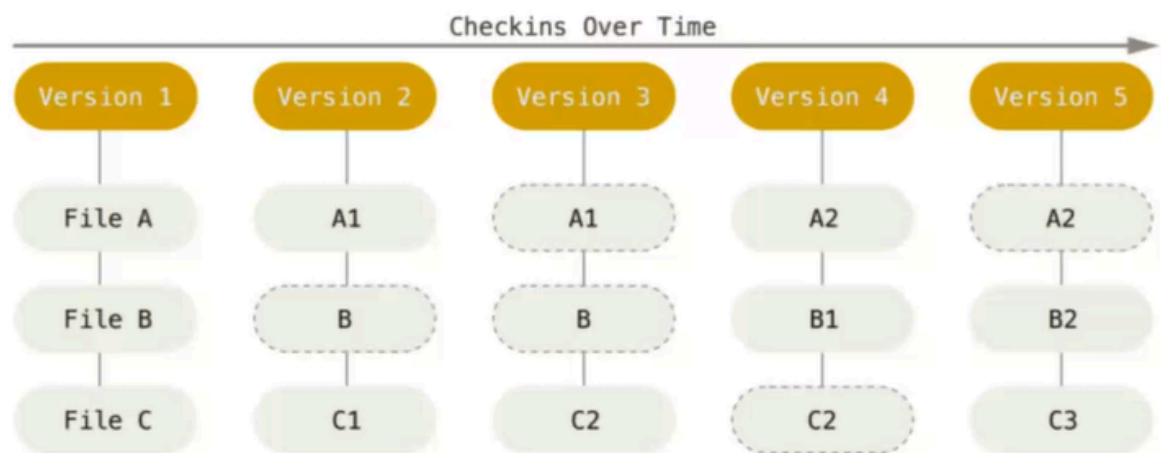 Checkins Over Time
Version 1 Version 2 Version 3 Version 4 Version 5
File A A1 A1 A2 A2
File B B B B1 B2
File C C1 C2 C2 C3